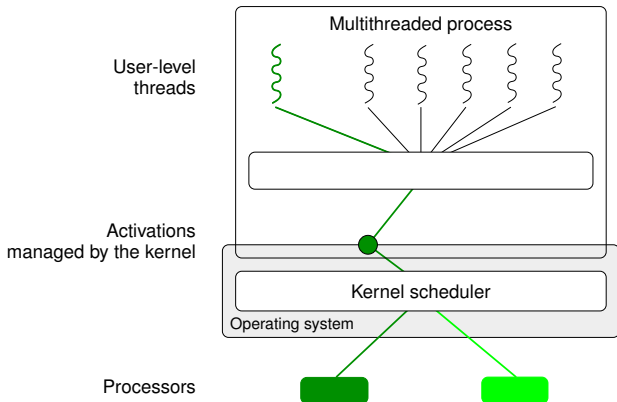 Multithreaded process
User-level
threads
Activations
managed by the kernel
Kernel scheduler
Operating system
Processors